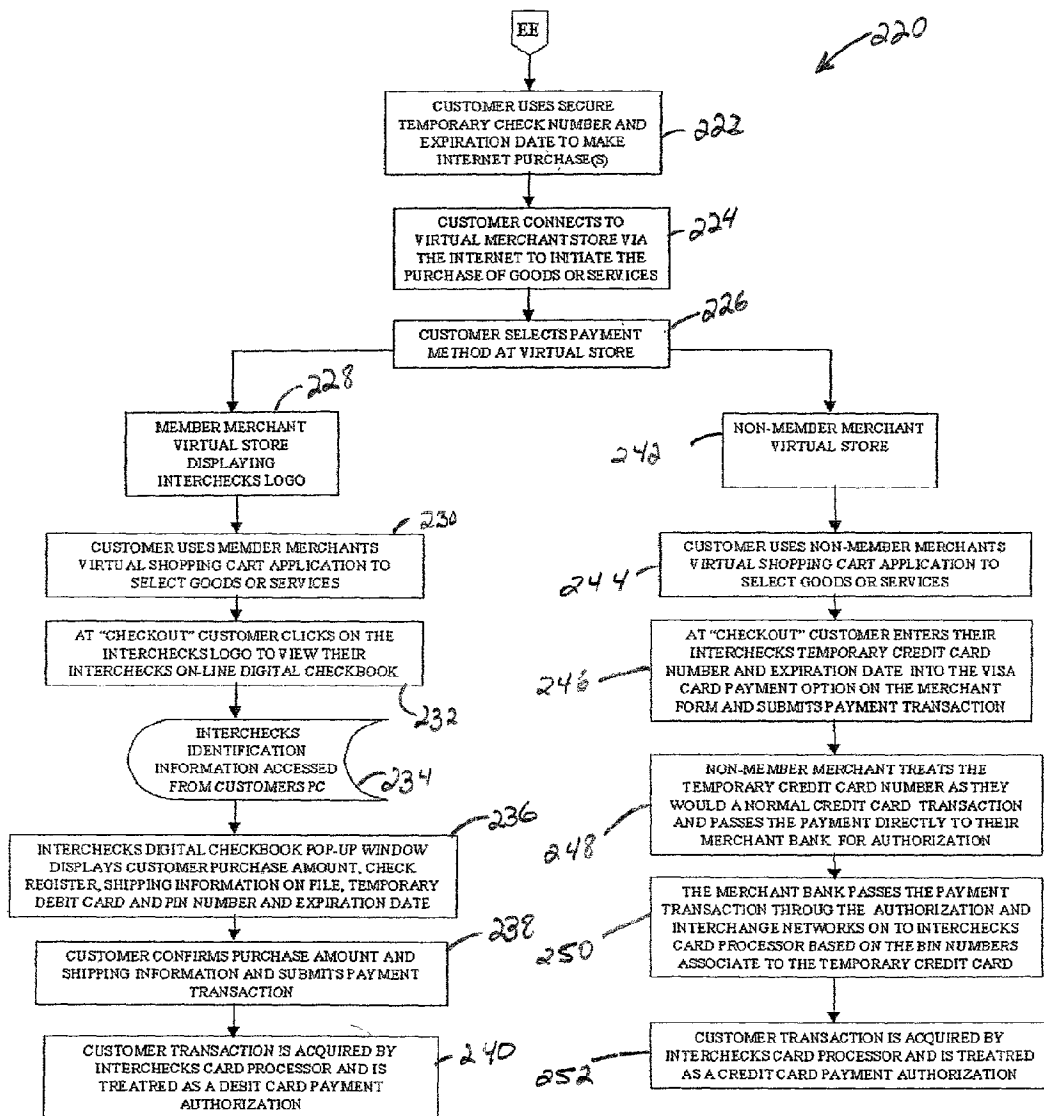 EE
220
CUSTOMER USES SECURE
TEMPORARY CHECK NUMBER AND
EXPIRATION DATE TO MAKE
INTERNET PURCHASE(S)
222
CUSTOMER CONNECTS TO
VIRTUAL MERCHANT STORE VIA
THE INTERNET TO INITIATE THE
PURCHASE OF GOODS OR SERVICES
224
CUSTOMER SELECTS PAYMENT
METHOD AT VIRTUAL STORE
226
228
MEMBER MERCHANT
VIRTUAL STORE
DISPLAYING
INTERCHECKS LOGO
230
CUSTOMER USES MEMBER MERCHANTS
VIRTUAL SHOPPING CART APPLICATION TO
SELECT GOODS OR SERVICES
AT "CHECKOUT" CUSTOMER CLICKS ON THE
INTERCHECKS LOGO TO VIEW THEIR
INTERCHECKS ON-LINE DIGITAL CHECKBOOK
232
INTERCHECKS
IDENTIFICATION
INFORMATION ACCESSED
FROM CUSTOMERS PC
234
236
INTERCHECKS DIGITAL CHECKBOOK POP-UP WINDOW
DISPLAYS CUSTOMER PURCHASE AMOUNT, CHECK
REGISTER, SHIPPING INFORMATION ON FILE, TEMPORARY
DEBIT CARD AND PIN NUMBER AND EXPIRATION DATE
238
CUSTOMER CONFIRMS PURCHASE AMOUNT AND
SHIPPING INFORMATION AND SUBMITS PAYMENT
TRANSACTION
CUSTOMER TRANSACTION IS ACQUIRED BY
INTERCHECKS CARD PROCESSOR AND IS
TREATRED AS A DEBIT CARD PAYMENT
AUTHORIZATION
240
NON-MEMBER MERCHANT
VIRTUAL STORE
242
CUSTOMER USES NON-MEMBER MERCHANTS
VIRTUAL SHOPPING CART APPLICATION TO
SELECT GOODS OR SERVICES
244
AT "CHECKOUT" CUSTOMER ENTERS THEIR
INTERCHECKS TEMPORARY CREDIT CARD
NUMBER AND EXPIRATION DATE INTO THE VISA
CARD PAYMENT OPTION ON THE MERCHANT
FORM AND SUBMITS PAYMENT TRANSACTION
246
NON-MEMBER MERCHANT TREATS THE
TEMPORARY CREDIT CARD NUMBER AS THEY
WOULD A NORMAL CREDIT CARD TRANSACTION
AND PASSES THE PAYMENT DIRECTLY TO THEIR
MERCHANT BANK FOR AUTHORIZATION
248
THE MERCHANT BANK PASSES THE PAYMENT
TRANSACTION THROUG THE AUTHORIZATION AND
INTERCHANGE NETWORKS ON TO INTERCHECKS
CARD PROCESSOR BASED ON THE BIN NUMBERS
ASSOCIATE TO THE TEMPORARY CREDIT CARD
250
CUSTOMER TRANSACTION IS ACQUIRED BY
INTERCHECKS CARD PROCESSOR AND IS TREATRED
AS A CREDIT CARD PAYMENT AUTHORIZATION
252